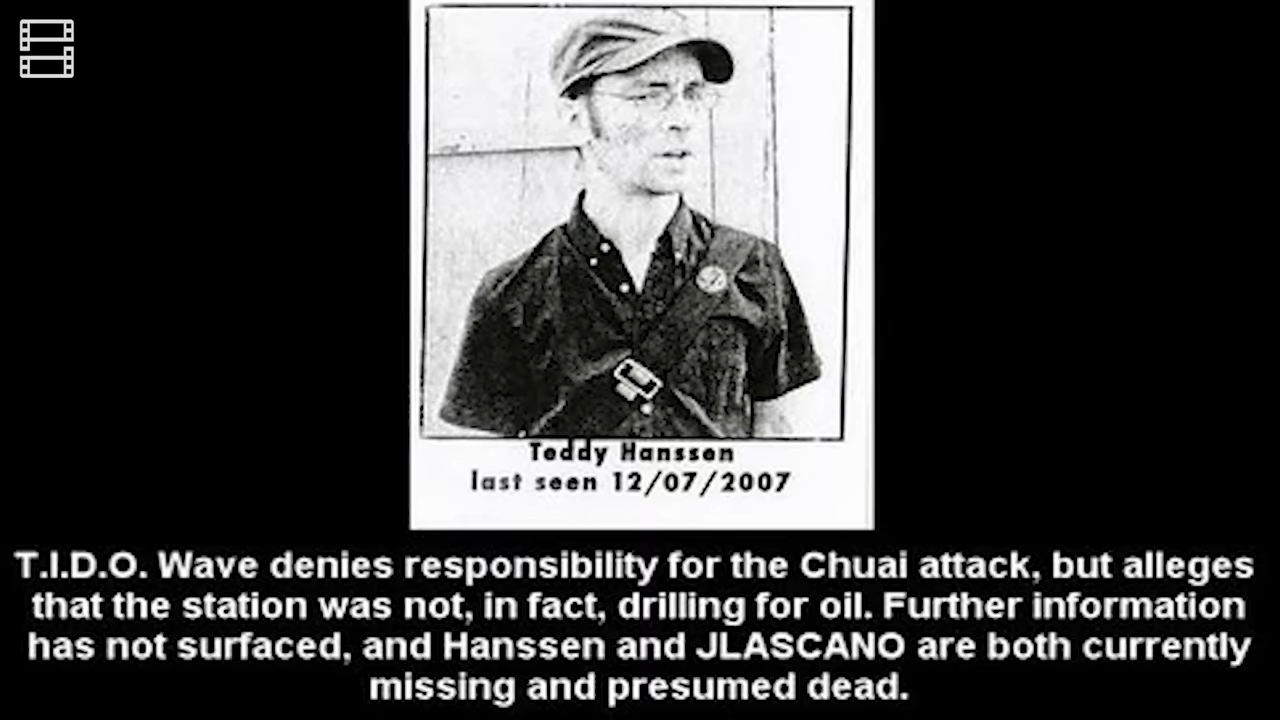 Teddy Hanssen
last seen 12/07/2007
T.I.D.O. Wave denies responsibility for the Chuai attack, but alleges
that the station was not, in fact, drilling for oil. Further information
has not surfaced, and Hanssen and JLASCANO are both currently
missing and presumed dead.